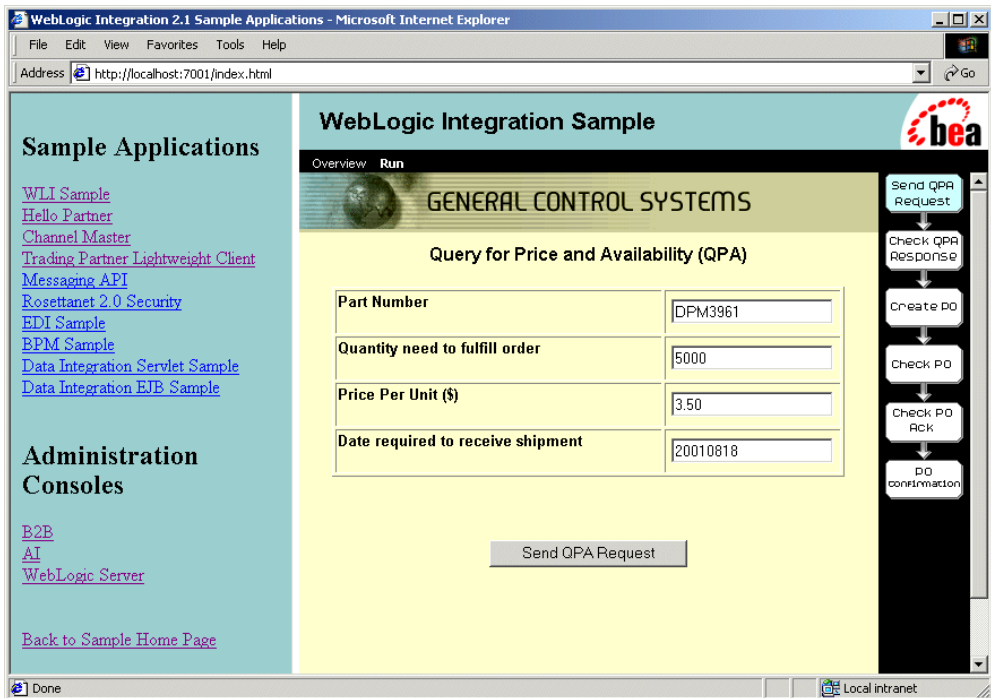 WebLogic Integration 2.1 Sample Applications - Microsoft Internet Explorer
File Edit View Favorites Tools Help
Address http://localhost:7001/index.html Go
Sample Applications
WLI Sample
Hello Partner
Channel Master
Trading Partner Lightweight Client
Messaging API
Rosettanet 2.0 Security
EDI Sample
BPM Sample
Data Integration Servlet Sample
Data Integration EJB Sample
Administration
Consoles
B2B
AI
WebLogic Server
Back to Sample Home Page
WebLogic Integration Sample
bea
Overview Run
GENERAL CONTROL SYSTEMS
Query for Price and Availability (QPA)
Part Number DPM3961
Quantity need to fulfill order 5000
Price Per Unit ($) 3.50
Date required to receive shipment 20010818
Send QPA Request
Send QPA
Request
Check QPA
Response
Create PO
Check PO
Check PO
Ack
PO
confirmation
Done
Local intranet